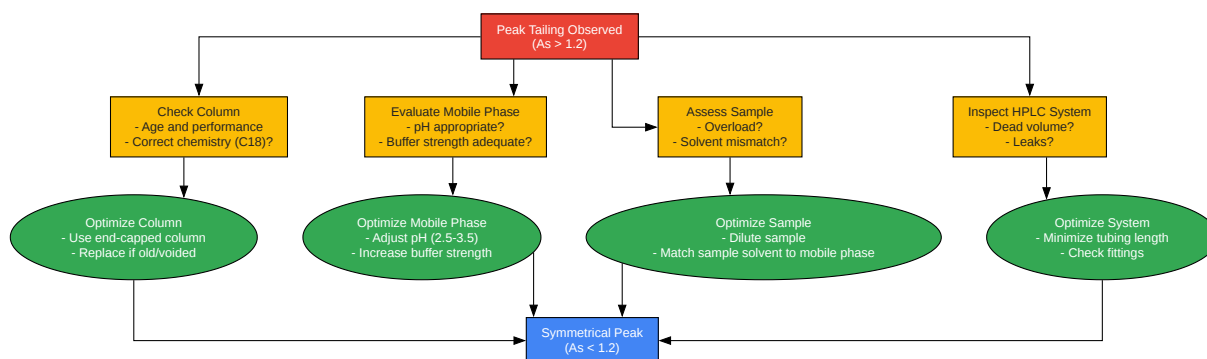 Peak Tailing Observed
(As > 1.2)
Check Column
- Age and performance
- Correct chemistry (C18)?
Evaluate Mobile Phase
- pH appropriate?
- Buffer strength adequate?
Assess Sample
- Overload?
- Solvent mismatch?
Inspect HPLC System
- Dead volume?
- Leaks?
Optimize Column
- Use end-capped column
- Replace if old/voided
Optimize Mobile Phase
- Adjust pH (2.5-3.5)
- Increase buffer strength
Optimize Sample
- Dilute sample
- Match sample solvent to mobile phase
Optimize System
- Minimize tubing length
- Check fittings
Symmetrical Peak
(As < 1.2)